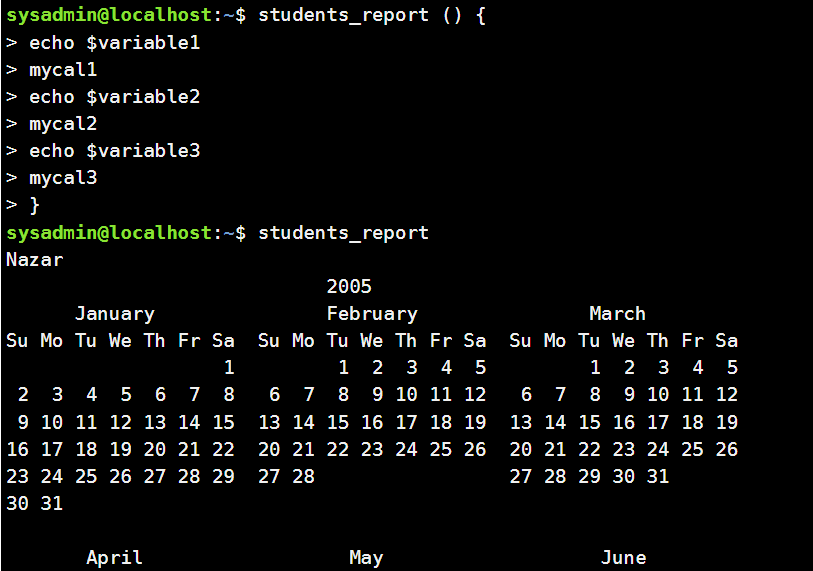 sysadmin@localhost:~$ students_report () {
> echo $variable1
> mycal1
> echo $variable2
> mycal2
> echo $variable3
> mycal3
> }
sysadmin@localhost:~$ students_report
Nazar
                            2005
      January               February               March
Su Mo Tu We Th Fr Sa  Su Mo Tu We Th Fr Sa  Su Mo Tu We Th Fr Sa
                   1         1  2  3  4  5         1  2  3  4  5
 2  3  4  5  6  7  8   6  7  8  9 10 11 12   6  7  8  9 10 11 12
 9 10 11 12 13 14 15  13 14 15 16 17 18 19  13 14 15 16 17 18 19
16 17 18 19 20 21 22  20 21 22 23 24 25 26  20 21 22 23 24 25 26
23 24 25 26 27 28 29  27 28                 27 28 29 30 31
30 31
       April                  May                   June